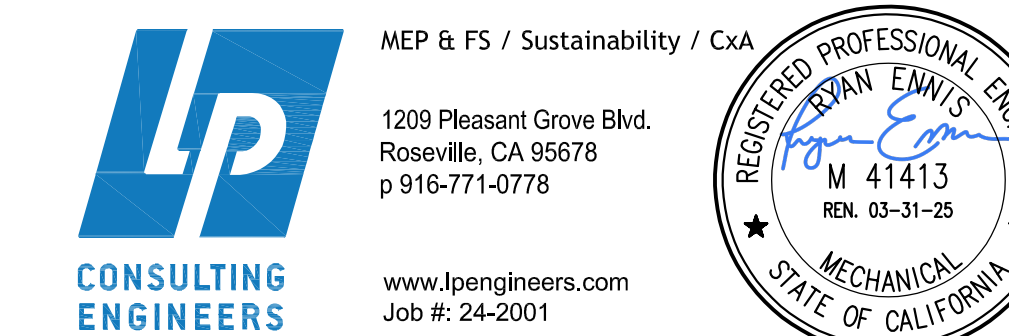 LP
CONSULTING
ENGINEERS
MEP & FS / Sustainability / CxA
1209 Pleasant Grove Blvd.
Roseville, CA 95678
p 916-771-0778
www.lpengineers.com
Job #: 24-2001
REGISTERED PROFESSIONAL
RYAN ENNIS
M 41413
REN. 03-31-25
MECHANICAL
STATE OF CALIFORNIA